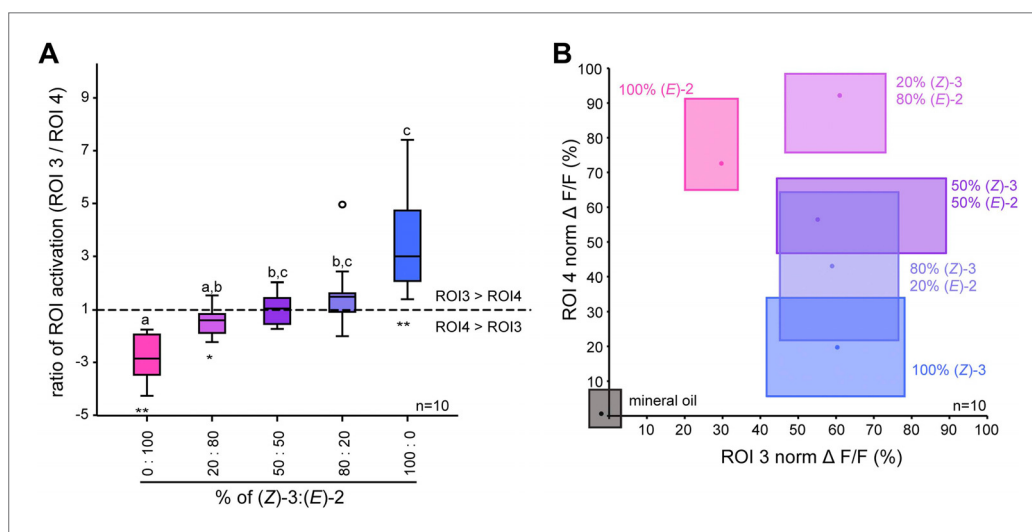 A
ratio of ROI activation (ROI 3 / ROI 4)
9
7
5
3
1
-3
-5
a
a,b
b,c
b,c
c
**
*
**
ROI3 > ROI4
ROI4 > ROI3
n=10
0 : 100
20 : 80
50 : 50
80 : 20
100 : 0
% of (Z)-3:(E)-2
B
ROI 4 norm Δ F/F (%)
100
90
80
70
60
50
40
30
20
10
100% (E)-2
20% (Z)-3
80% (E)-2
50% (Z)-3
50% (E)-2
80% (Z)-3
20% (E)-2
100% (Z)-3
mineral oil
n=10
10 20 30 40 50 60 70 80 90 100
ROI 3 norm Δ F/F (%)